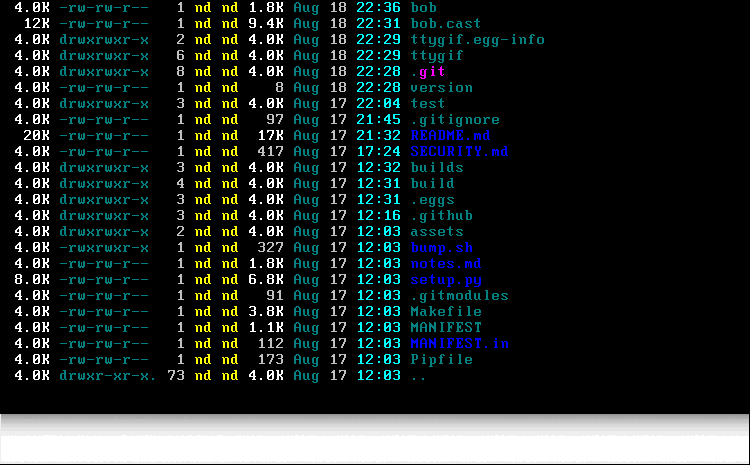 4.0K -rw-rw-r-- 1 nd nd 1.8K Aug 18 22:36 bob
12K -rw-rw-r-- 1 nd nd 9.4K Aug 18 22:31 bob.cast
4.0K drwxrwxr-x 2 nd nd 4.0K Aug 18 22:29 ttygif.egg-info
4.0K drwxrwxr-x 6 nd nd 4.0K Aug 18 22:29 ttygif
4.0K drwxrwxr-x 8 nd nd 4.0K Aug 18 22:28 .git
4.0K -rw-rw-r-- 1 nd nd 8 Aug 18 22:28 version
4.0K drwxrwxr-x 3 nd nd 4.0K Aug 17 22:04 test
4.0K -rw-rw-r-- 1 nd nd 97 Aug 17 21:45 .gitignore
20K -rw-rw-r-- 1 nd nd 17K Aug 17 21:32 README.md
4.0K -rw-rw-r-- 1 nd nd 417 Aug 17 17:24 SECURITY.md
4.0K drwxrwxr-x 3 nd nd 4.0K Aug 17 12:32 builds
4.0K drwxrwxr-x 4 nd nd 4.0K Aug 17 12:31 build
4.0K drwxrwxr-x 3 nd nd 4.0K Aug 17 12:31 .eggs
4.0K drwxrwxr-x 3 nd nd 4.0K Aug 17 12:16 .github
4.0K drwxrwxr-x 2 nd nd 4.0K Aug 17 12:03 assets
4.0K -rwxrwxr-x 1 nd nd 327 Aug 17 12:03 bump.sh
4.0K -rw-rw-r-- 1 nd nd 1.8K Aug 17 12:03 notes.md
8.0K -rw-rw-r-- 1 nd nd 6.8K Aug 17 12:03 setup.py
4.0K -rw-rw-r-- 1 nd nd 91 Aug 17 12:03 .gitmodules
4.0K -rw-rw-r-- 1 nd nd 3.8K Aug 17 12:03 Makefile
4.0K -rw-rw-r-- 1 nd nd 1.1K Aug 17 12:03 MANIFEST
4.0K -rw-rw-r-- 1 nd nd 112 Aug 17 12:03 MANIFEST.in
4.0K -rw-rw-r-- 1 nd nd 173 Aug 17 12:03 Pipfile
4.0K drwxr-xr-x. 73 nd nd 4.0K Aug 17 12:03 ..